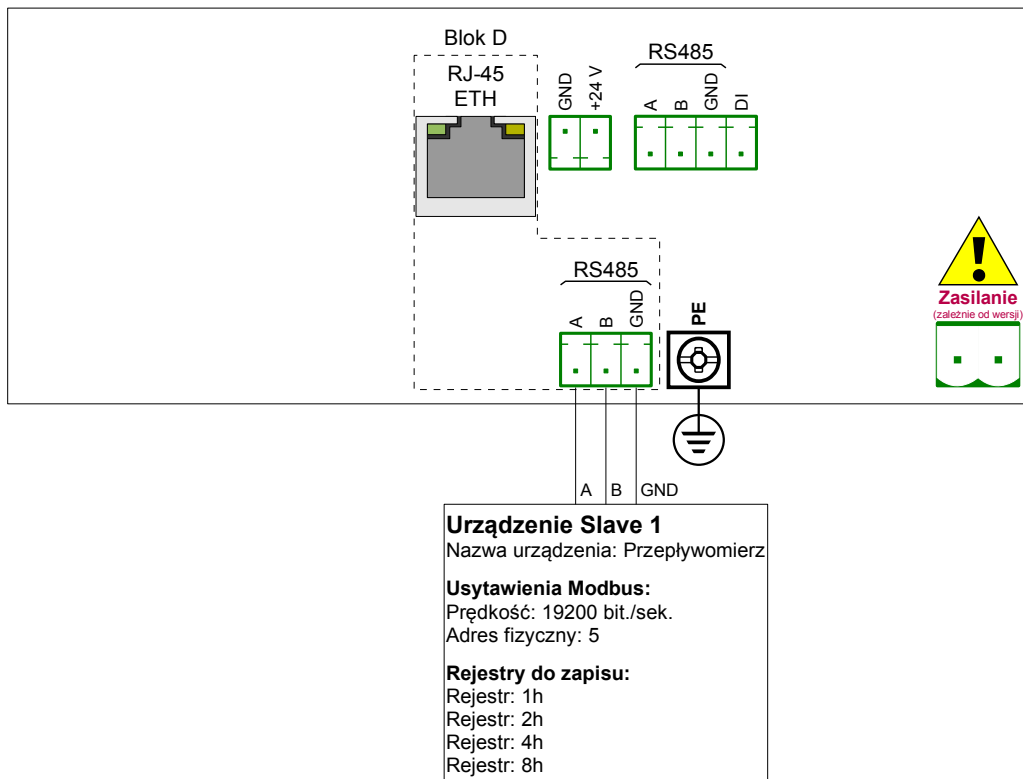 Blok D
RJ-45
ETH
GND
+24 V
RS485
A
B
GND
DI
RS485
A
B
GND
PE
Zasilanie
(zależnie od wersji)
A
B
GND
Urządzenie Slave 1
Nazwa urządzenia: Przepływomierz
Usytawienia Modbus:
Prędkość: 19200 bit./sek.
Adres fizyczny: 5
Rejestry do zapisu:
Rejestr: 1h
Rejestr: 2h
Rejestr: 4h
Rejestr: 8h